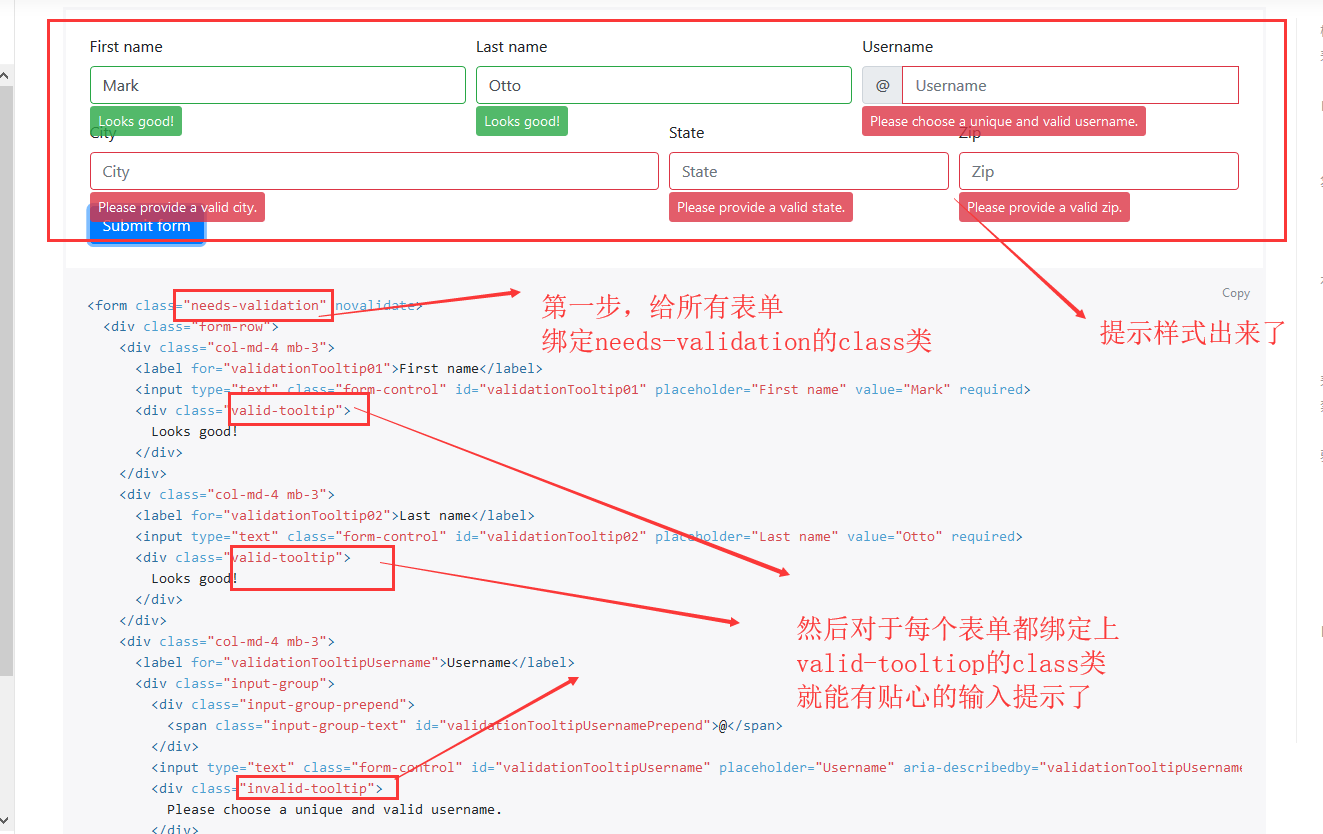 First name
Last name
Username
Mark
Otto
@
Username
Looks good!
Looks good!
Please choose a unique and valid username.
City
State
Zip
City
State
Zip
Please provide a valid city.
Please provide a valid state.
Please provide a valid zip.
Submit form
Copy
<form class="needs-validation" novalidate>
<div class="form-row">
<div class="col-md-4 mb-3">
<label for="validationTooltip01">First name</label>
<input type="text" class="form-control" id="validationTooltip01" placeholder="First name" value="Mark" required>
<div class="valid-tooltip">
Looks good!
</div>
</div>
<div class="col-md-4 mb-3">
<label for="validationTooltip02">Last name</label>
<input type="text" class="form-control" id="validationTooltip02" placeholder="Last name" value="Otto" required>
<div class="valid-tooltip">
Looks good!
</div>
</div>
<div class="col-md-4 mb-3">
<label for="validationTooltipUsername">Username</label>
<div class="input-group">
<div class="input-group-prepend">
<span class="input-group-text" id="validationTooltipUsernamePrepend">@</span>
</div>
<input type="text" class="form-control" id="validationTooltipUsername" placeholder="Username" aria-describedby="validationTooltipUsername
<div class="invalid-tooltip">
Please choose a unique and valid username.
</div>
第一步，给所有表单
绑定needs-validation的class类
提示样式出来了
然后对于每个表单都绑定上
valid-tooltiop的class类
就能有贴心的输入提示了